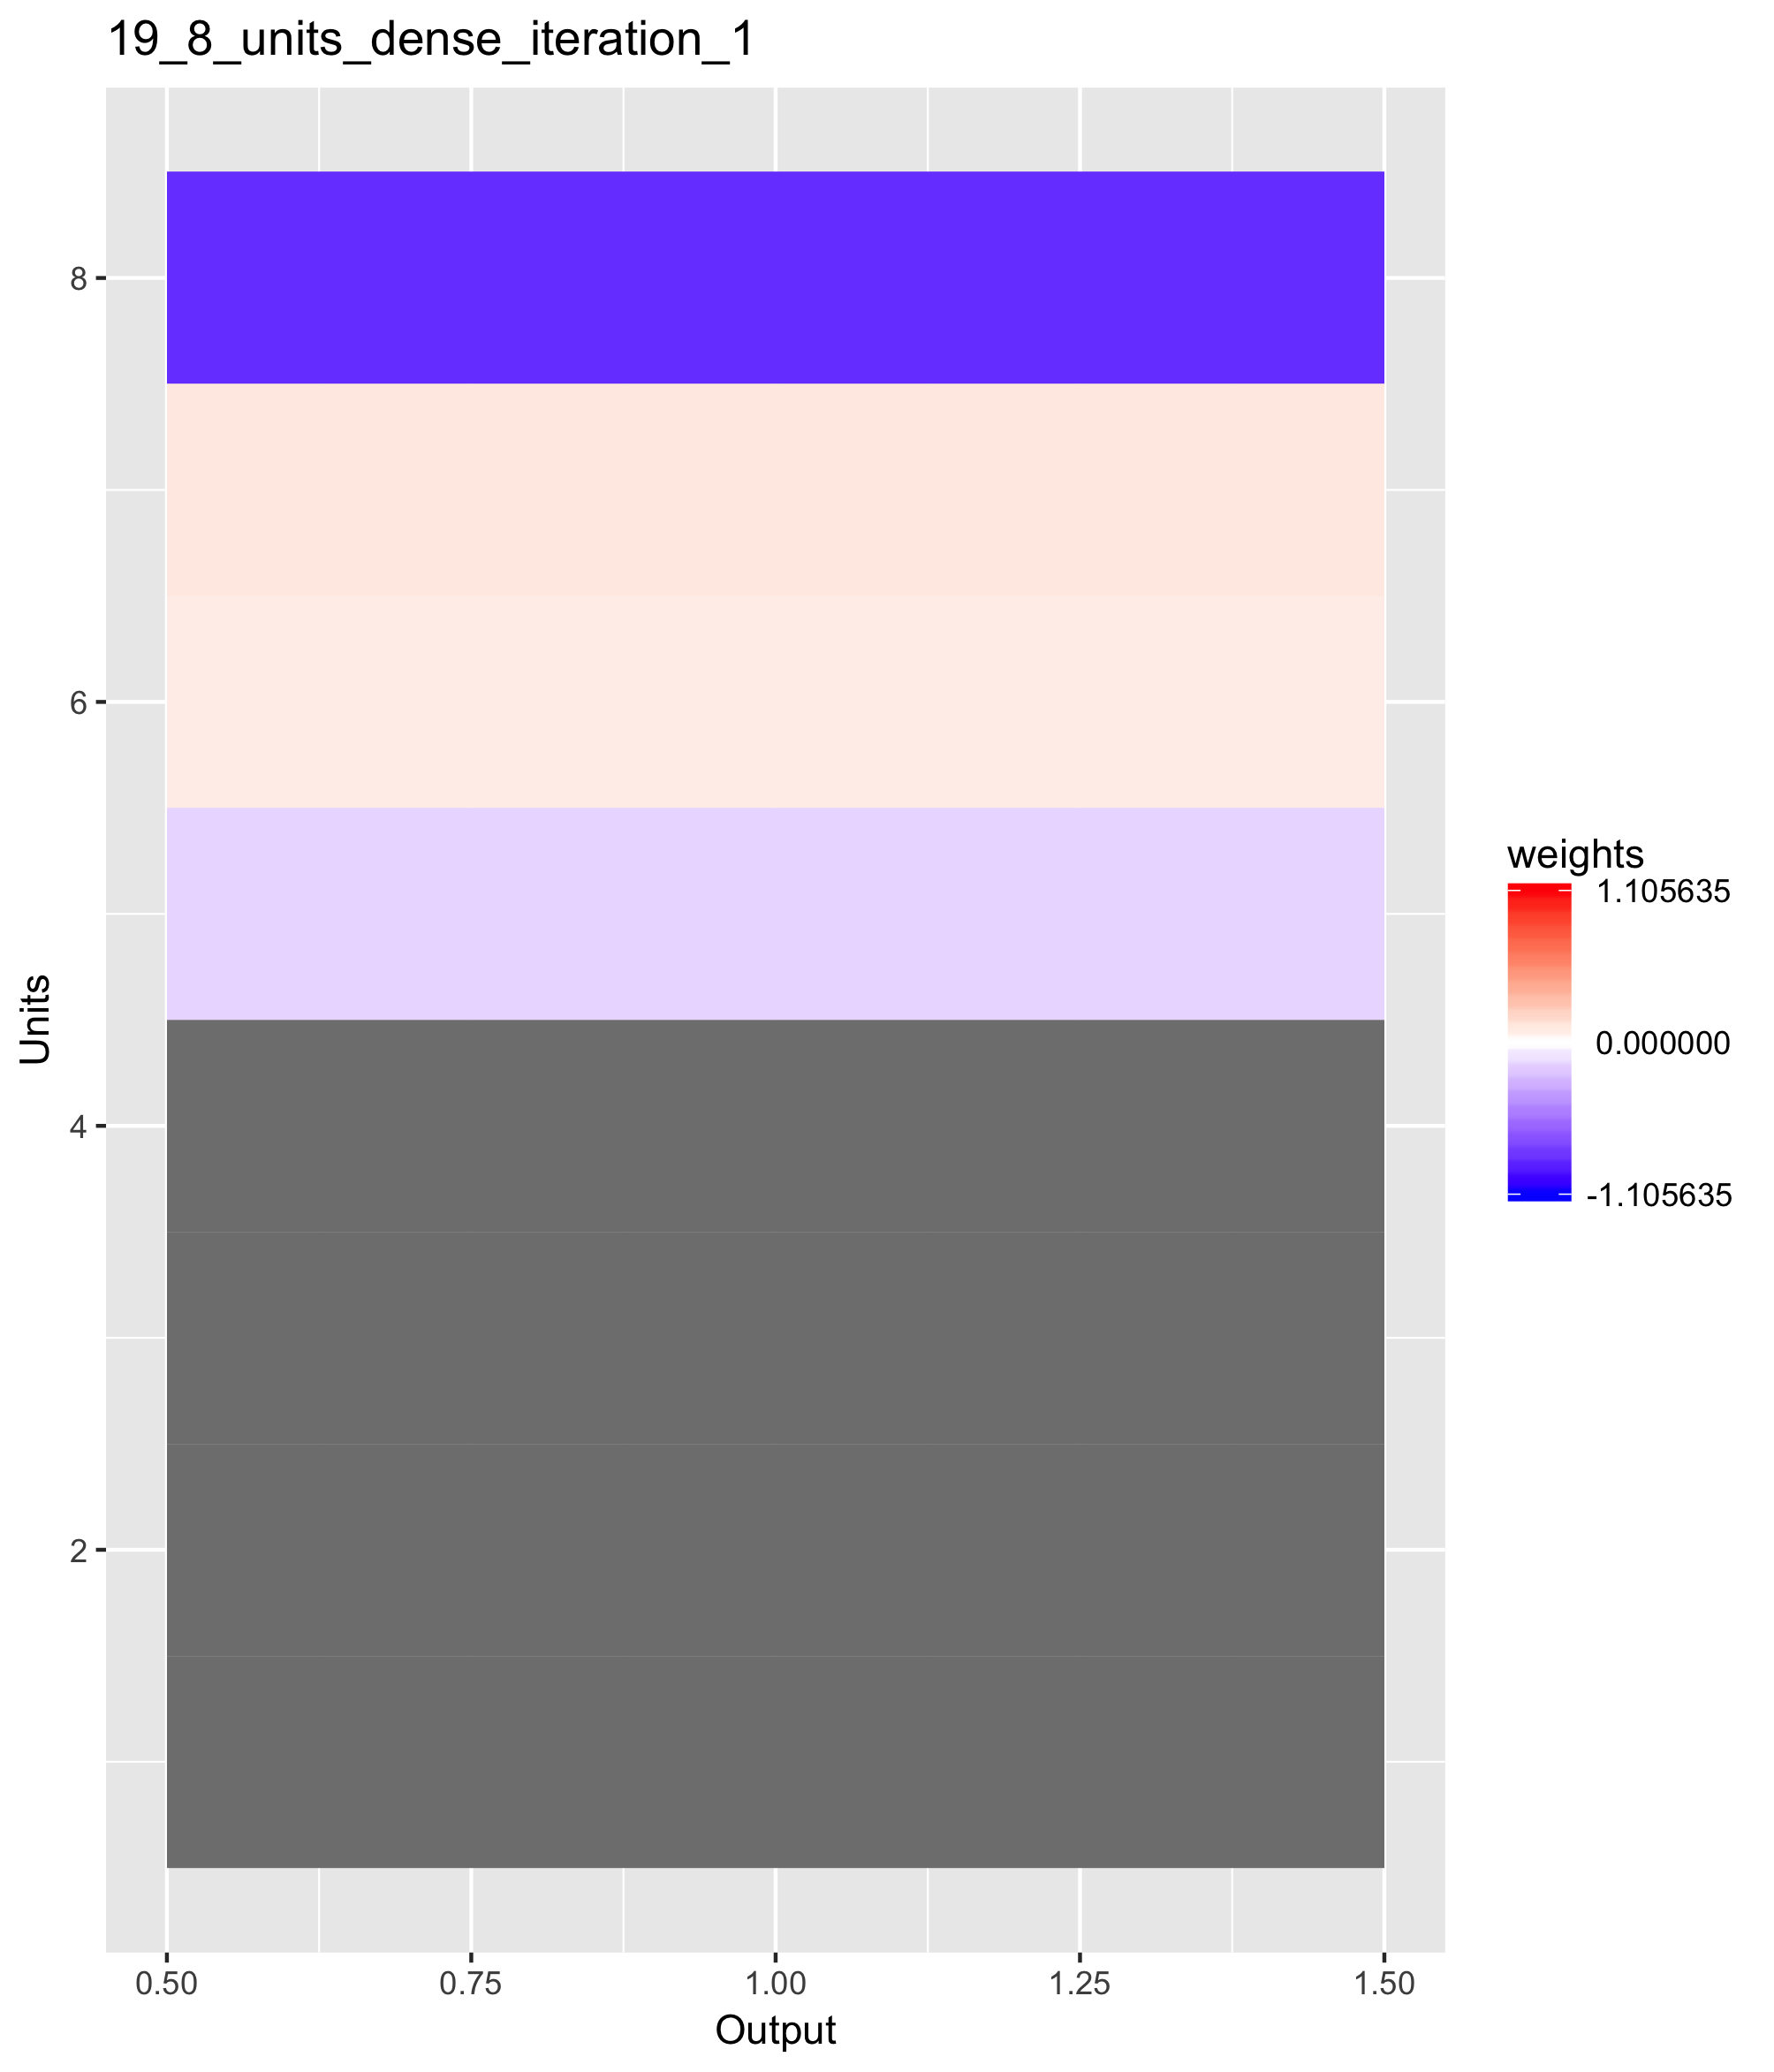 19_8_units_dense_iteration_1
8
6
4
2
Units
0.50 0.75 1.00 1.25 1.50
Output
weights
1.105635
0.000000
-1.105635